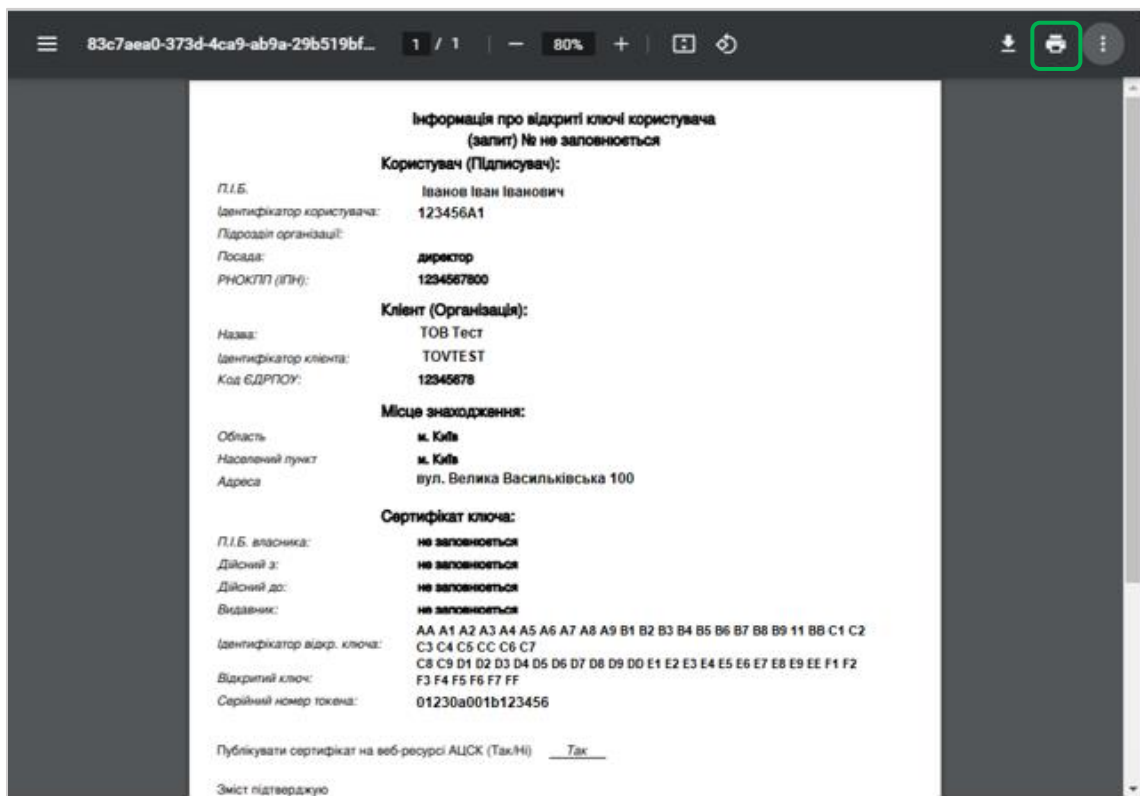 83c7aea0-373d-4ca9-ab9a-29b519bf... 1 / 1 80%
Інформація про відкриті ключі користувача
(запит) № не заповнюється
Користувач (Підписувач):
П.І.Б. Іванов Іван Іванович
Ідентифікатор користувача: 123456A1
Підрозділ організації:
Посада: директор
РНОКПП (ІПН): 1234567800
Клієнт (Організація):
Назва: ТОВ Тест
Ідентифікатор клієнта: TOVTEST
Код ЄДРПОУ: 12345678
Місце знаходження:
Область м. Київ
Населений пункт м. Київ
Адреса вул. Велика Васильківська 100
Сертифікат ключа:
П.І.Б. власника: не заповнюється
Дійсний з: не заповнюється
Дійсний до: не заповнюється
Видавник: не заповнюється
AA A1 A2 A3 A4 A5 A6 A7 A8 A9 B1 B2 B3 B4 B5 B6 B7 B8 B9 11 BB C1 C2
Ідентифікатор відкр. ключа: C3 C4 C5 CC C6 C7
C8 C9 D1 D2 D3 D4 D5 D6 D7 D8 D9 DD E1 E2 E3 E4 E5 E6 E7 E8 E9 EE F1 F2
Відкритий ключ: F3 F4 F5 F6 F7 FF
Серійний номер токена: 01230a001b123456
Публікувати сертифікат на веб-ресурсі АЦСК (Так/Ні) Так
Зміст підтверджую